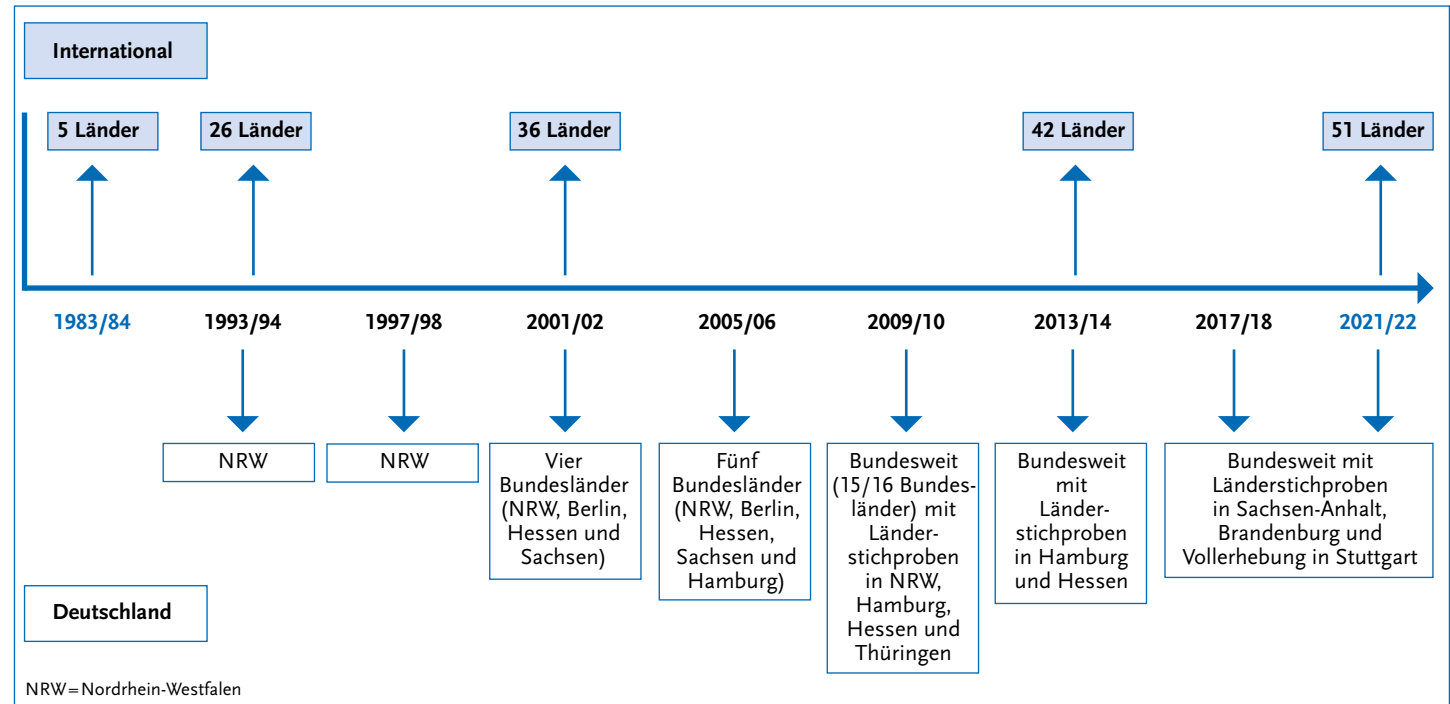 International
5 Länder
26 Länder
36 Länder
42 Länder
51 Länder
1983/84
1993/94
1997/98
2001/02
2005/06
2009/10
2013/14
2017/18
2021/22
NRW
NRW
Vier
Bundesländer
(NRW, Berlin,
Hessen und
Sachsen)
Fünf
Bundesländer
(NRW, Berlin,
Hessen,
Sachsen und
Hamburg)
Bundesweit
(15/16 Bundes-
länder) mit
Länder-
stichproben
in NRW,
Hamburg,
Hessen und
Thüringen
Bundesweit
mit
Länder-
stichproben
in Hamburg
und Hessen
Bundesweit mit
Länderstichproben
in Sachsen-Anhalt,
Brandenburg und
Vollerhebung in Stuttgart
Deutschland
NRW=Nordrhein-Westfalen